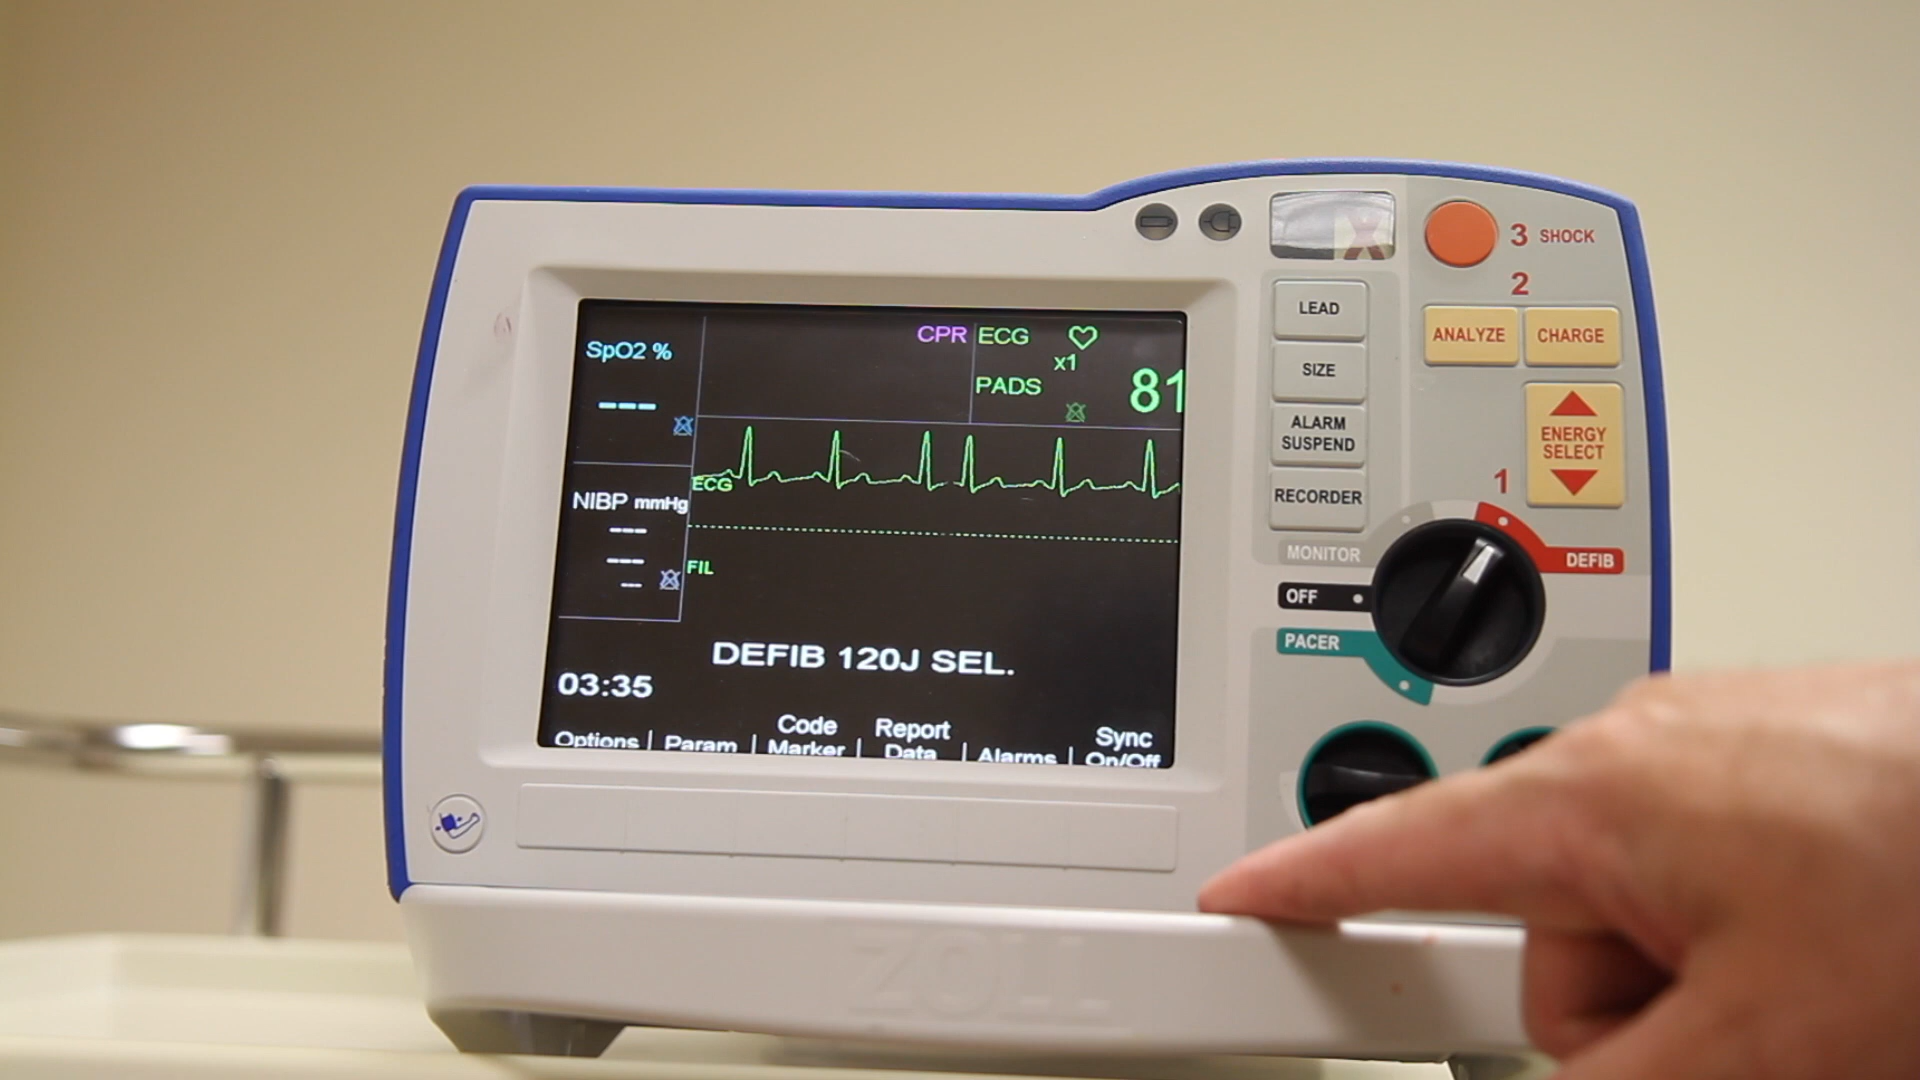 SpO2 %
---
CPR
ECG
x1
PADS
81
ECG
NIBP mmHg
---
---
--
FIL
DEFIB 120J SEL.
03:35
Options
Param
Code
Marker
Report
Data
Alarms
Sync
On/Off
3 SHOCK
2
ANALYZE
CHARGE
LEAD
SIZE
ALARM
SUSPEND
RECORDER
ENERGY
SELECT
1
MONITOR
DEFIB
OFF
PACER
ZOLL